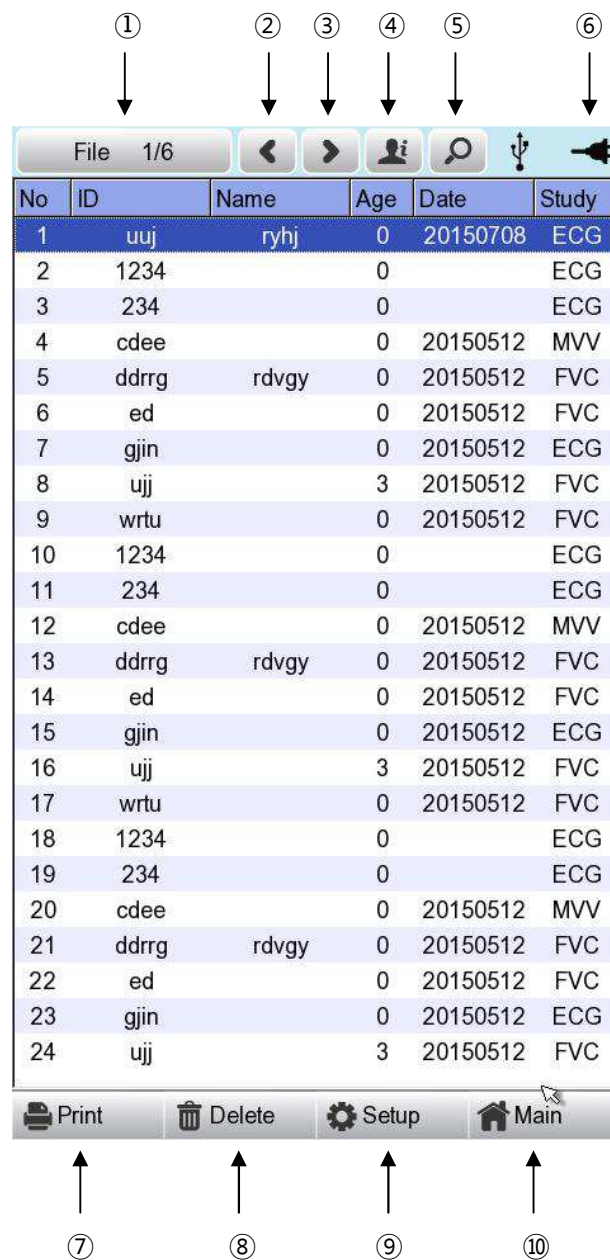 ① ② ③ ④ ⑤ ⑥
File 1/6
No ID Name Age Date Study
1 uuj ryhj 0 20150708 ECG
2 1234 0 ECG
3 234 0 ECG
4 cdee 0 20150512 MVV
5 ddrrg rdvgy 0 20150512 FVC
6 ed 0 20150512 FVC
7 gjin 0 20150512 ECG
8 ujj 3 20150512 FVC
9 wrtu 0 20150512 FVC
10 1234 0 ECG
11 234 0 ECG
12 cdee 0 20150512 MVV
13 ddrrg rdvgy 0 20150512 FVC
14 ed 0 20150512 FVC
15 gjin 0 20150512 ECG
16 ujj 3 20150512 FVC
17 wrtu 0 20150512 FVC
18 1234 0 ECG
19 234 0 ECG
20 cdee 0 20150512 MVV
21 ddrrg rdvgy 0 20150512 FVC
22 ed 0 20150512 FVC
23 gjin 0 20150512 ECG
24 ujj 3 20150512 FVC
Print Delete Setup Main
⑦ ⑧ ⑨ ⑩